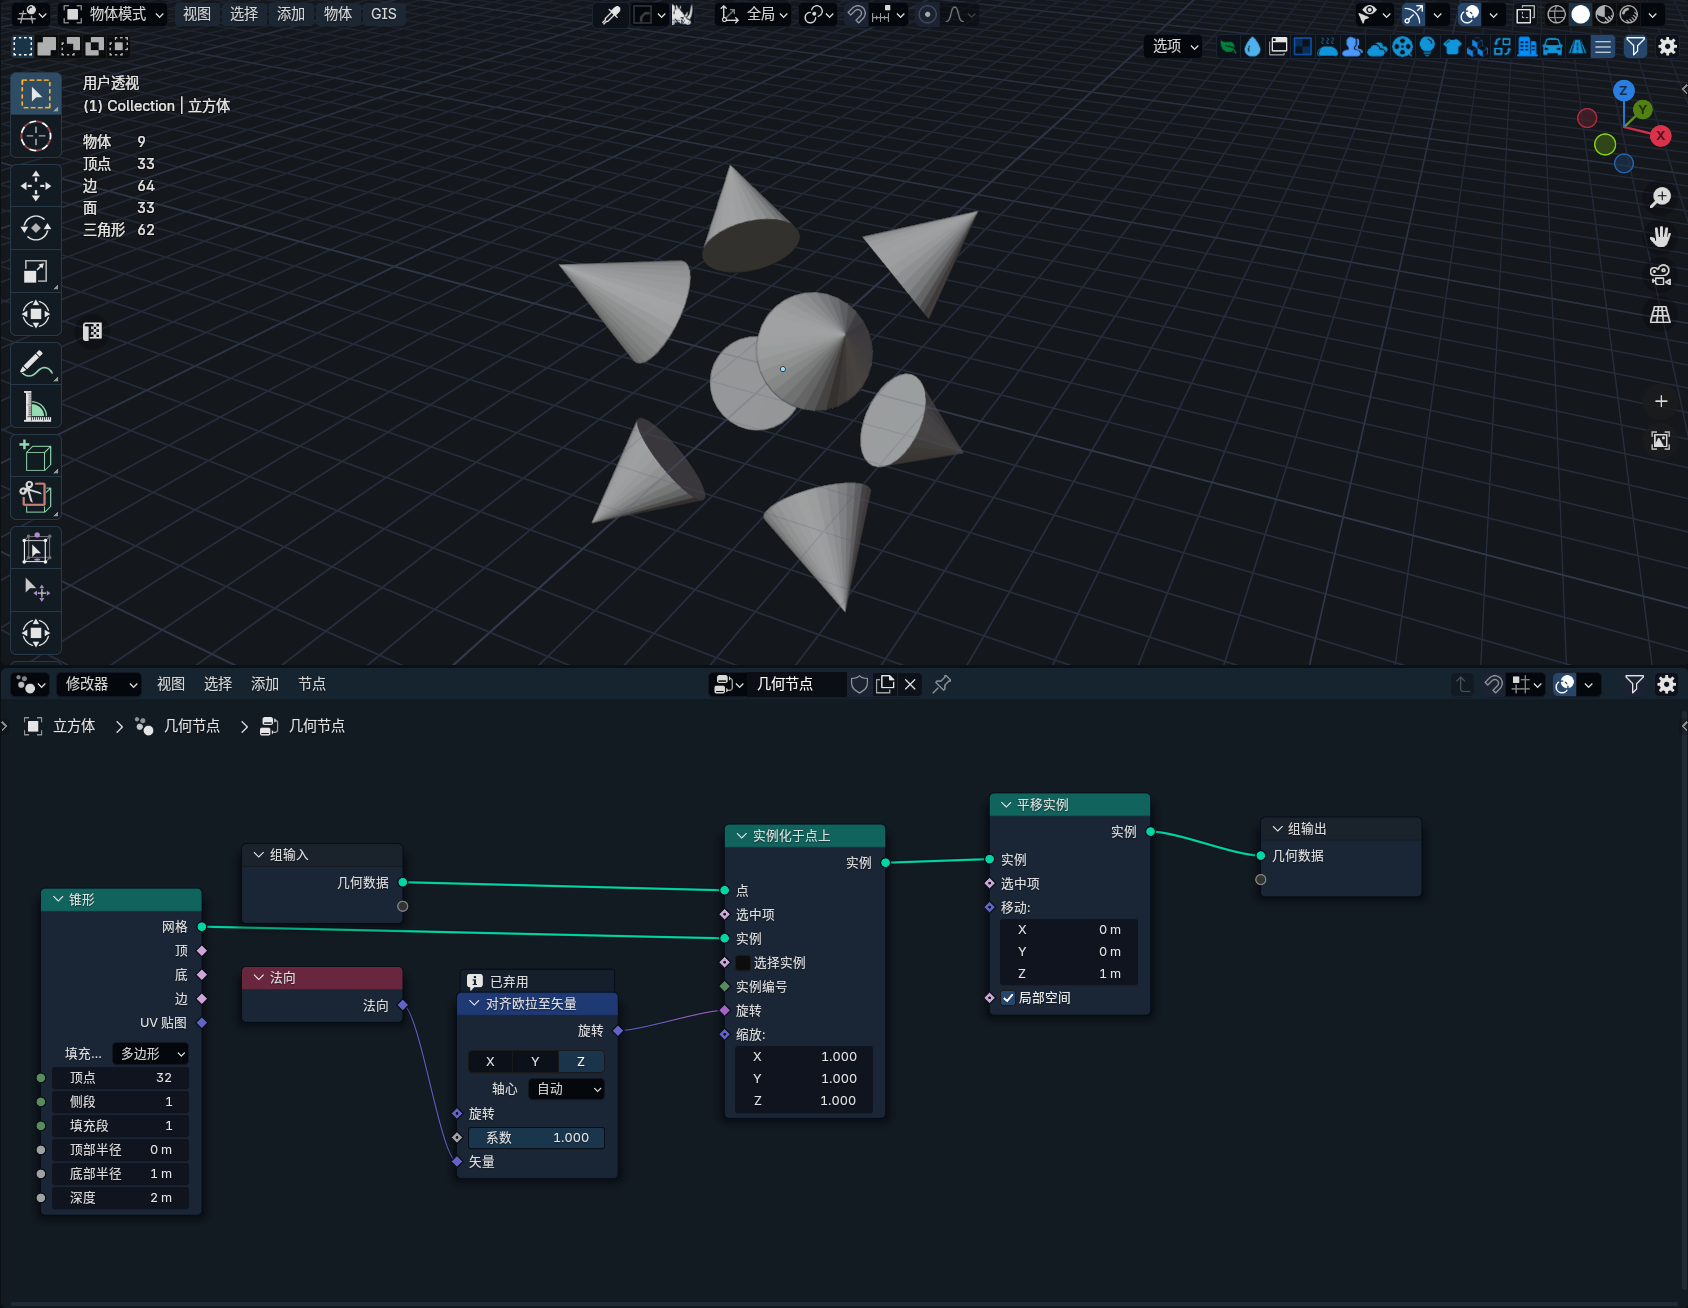 物体模式 视图 选择 添加 物体 GIS 全局
选项
用户透视
(1) Collection | 立方体
物体 9
顶点 33
边 64
面 33
三角形 62
Z
Y
X
修改器 视图 选择 添加 节点 几何节点
立方体 几何节点 几何节点
锥形
网格
顶
底
边
UV 贴图
填充... 多边形
顶点 32
侧段 1
填充段 1
顶部半径 0 m
底部半径 1 m
深度 2 m
组输入
几何数据
法向
法向
已弃用
对齐欧拉至矢量
旋转
X Y Z
轴心 自动
旋转
系数 1.000
矢量
实例化于点上
实例
点
选中项
实例
选择实例
实例编号
旋转
缩放:
X 1.000
Y 1.000
Z 1.000
平移实例
实例
实例
选中项
移动:
X 0 m
Y 0 m
Z 1 m
局部空间
组输出
几何数据